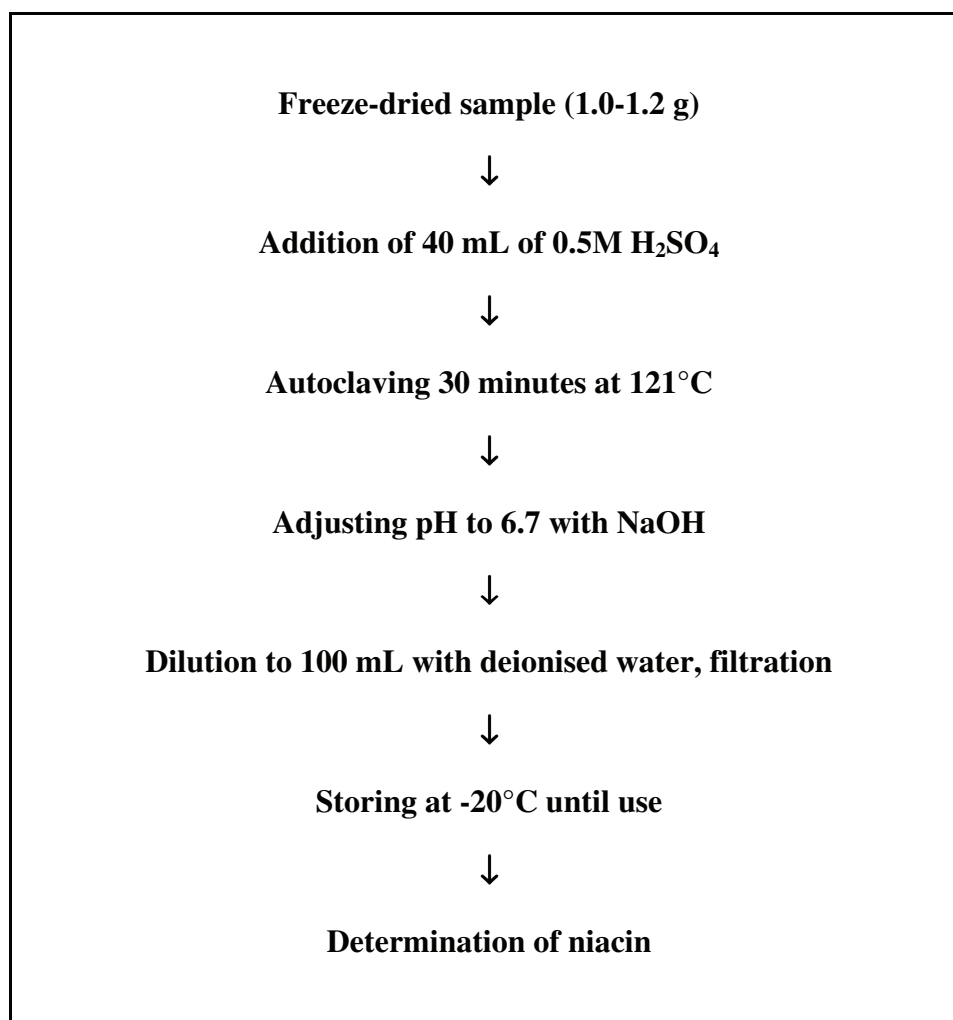 Freeze-dried sample (1.0-1.2 g)
↓
Addition of 40 mL of 0.5M H₂SO₄
↓
Autoclaving 30 minutes at 121°C
↓
Adjusting pH to 6.7 with NaOH
↓
Dilution to 100 mL with deionised water, filtration
↓
Storing at -20°C until use
↓
Determination of niacin